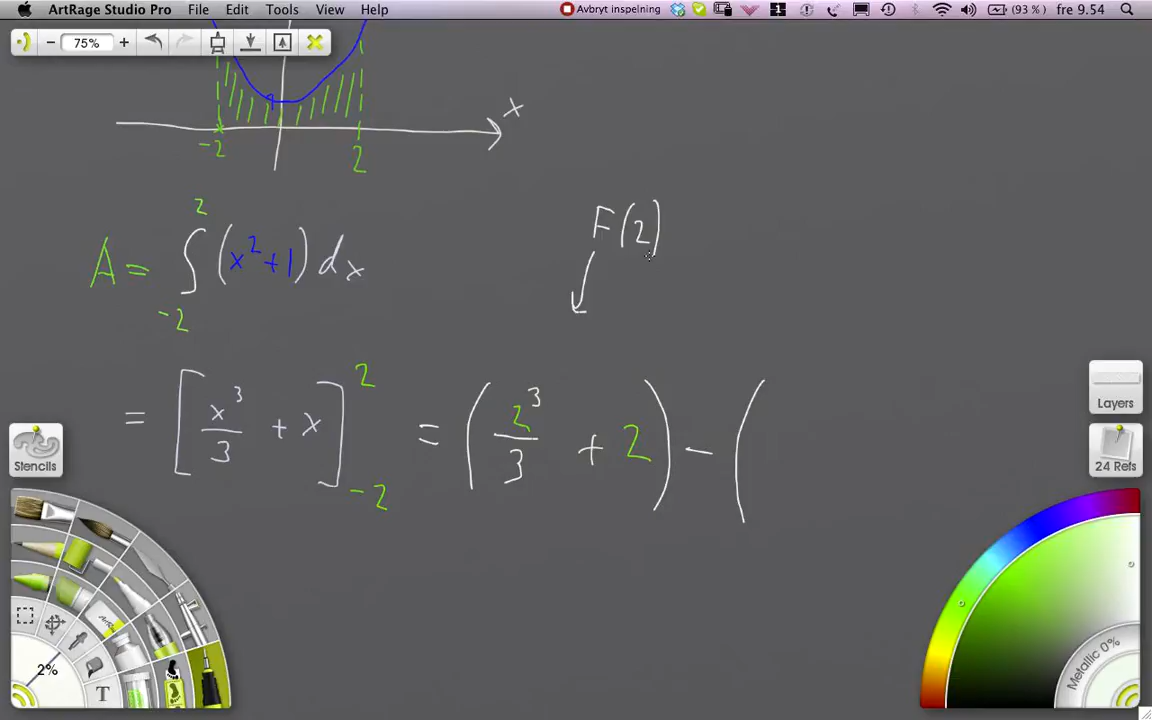 ArtRage Studio Pro File Edit Tools View Help Avbryt inspelning 1 (93 %) fre 9.54
75%
x
-2 2
F(2)
A = ∫_{-2}^{2} (x² + 1) dx
= [x³/3 + x]_{-2}^{2} = (2³/3 + 2) - (
Layers
Stencils
24 Refs
2%
T
Metallic 0%